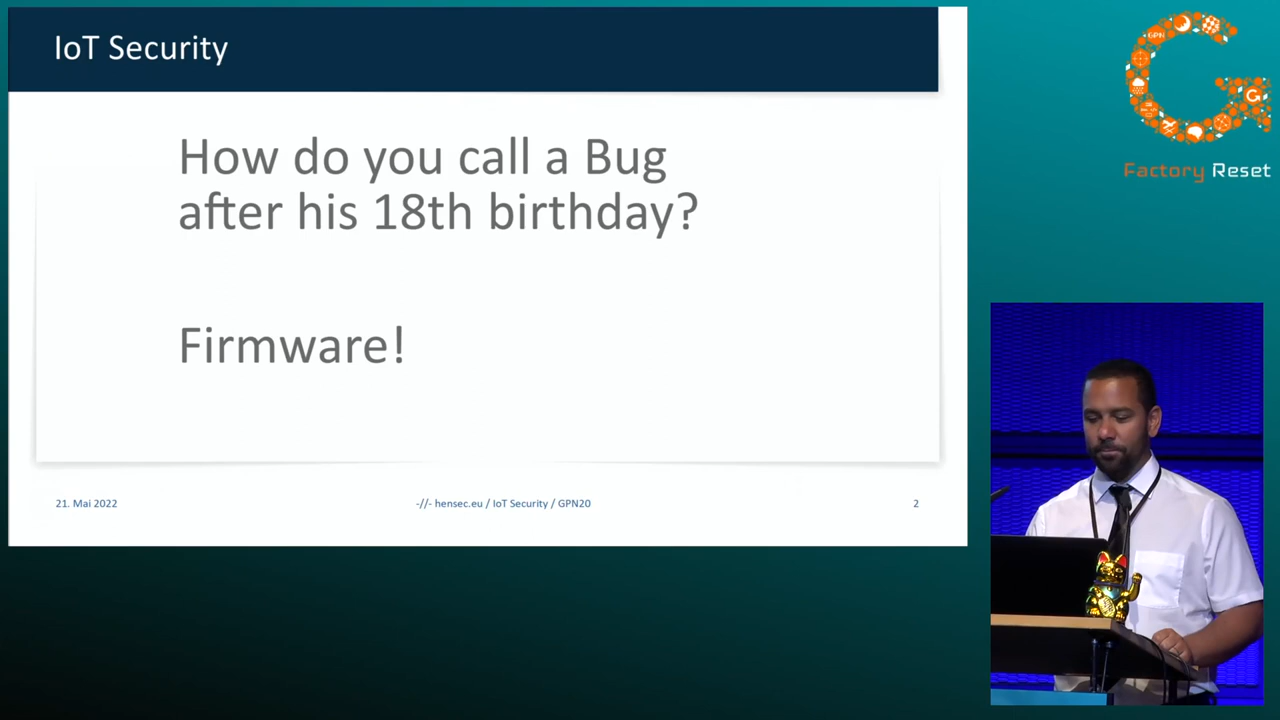 IoT Security
How do you call a Bug
after his 18th birthday?
Firmware!
21. Mai 2022
-//- hensec.eu / IoT Security / GPN20
2
GPN
G
Factory Reset